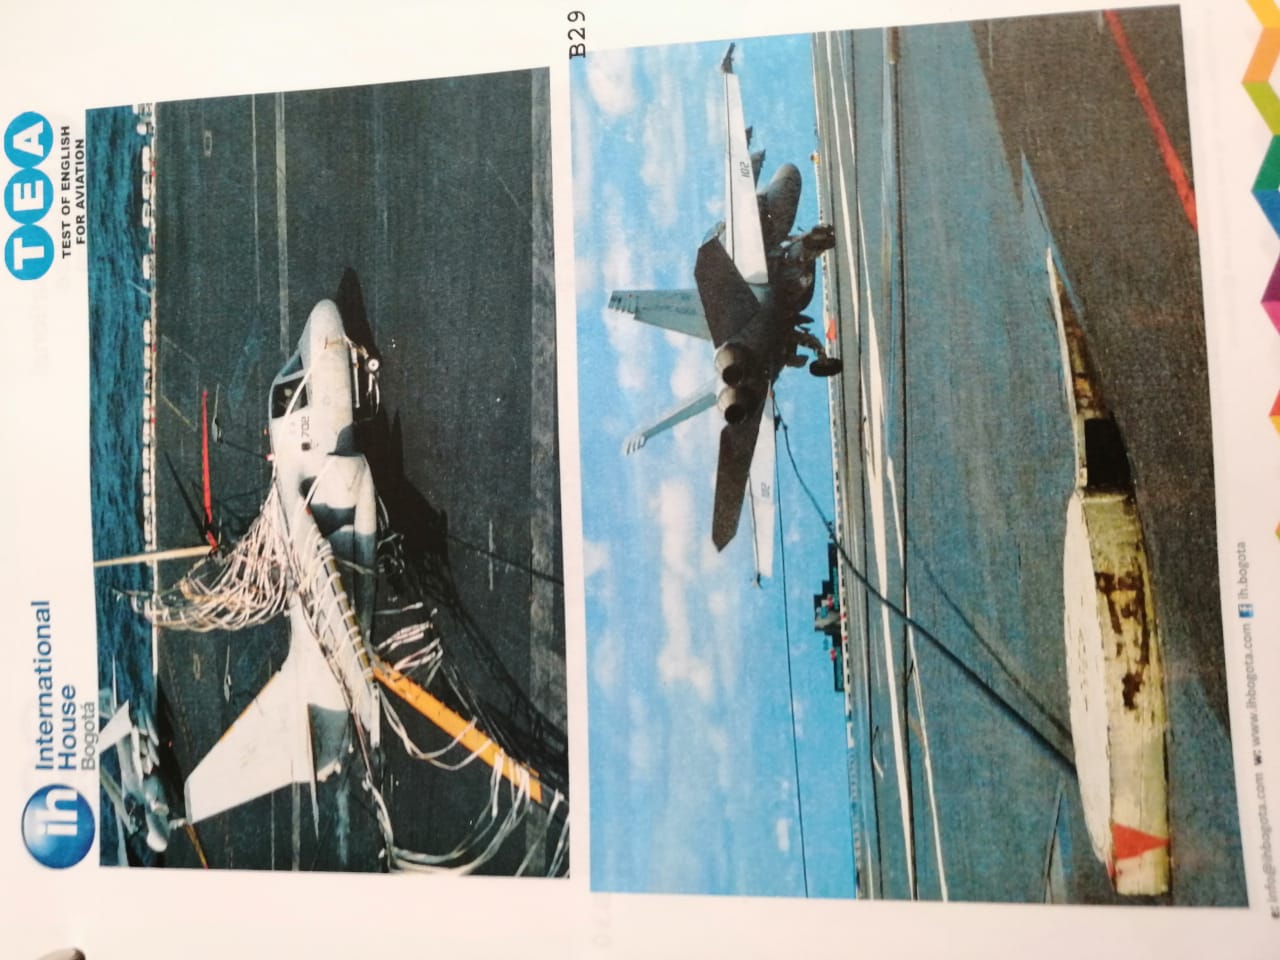 ih International
House
Bogotá
TEA
TEST OF ENGLISH
FOR AVIATION
702
B29
102
102
e: info@ihbogota.com w: www.ihbogota.com f ih.bogota